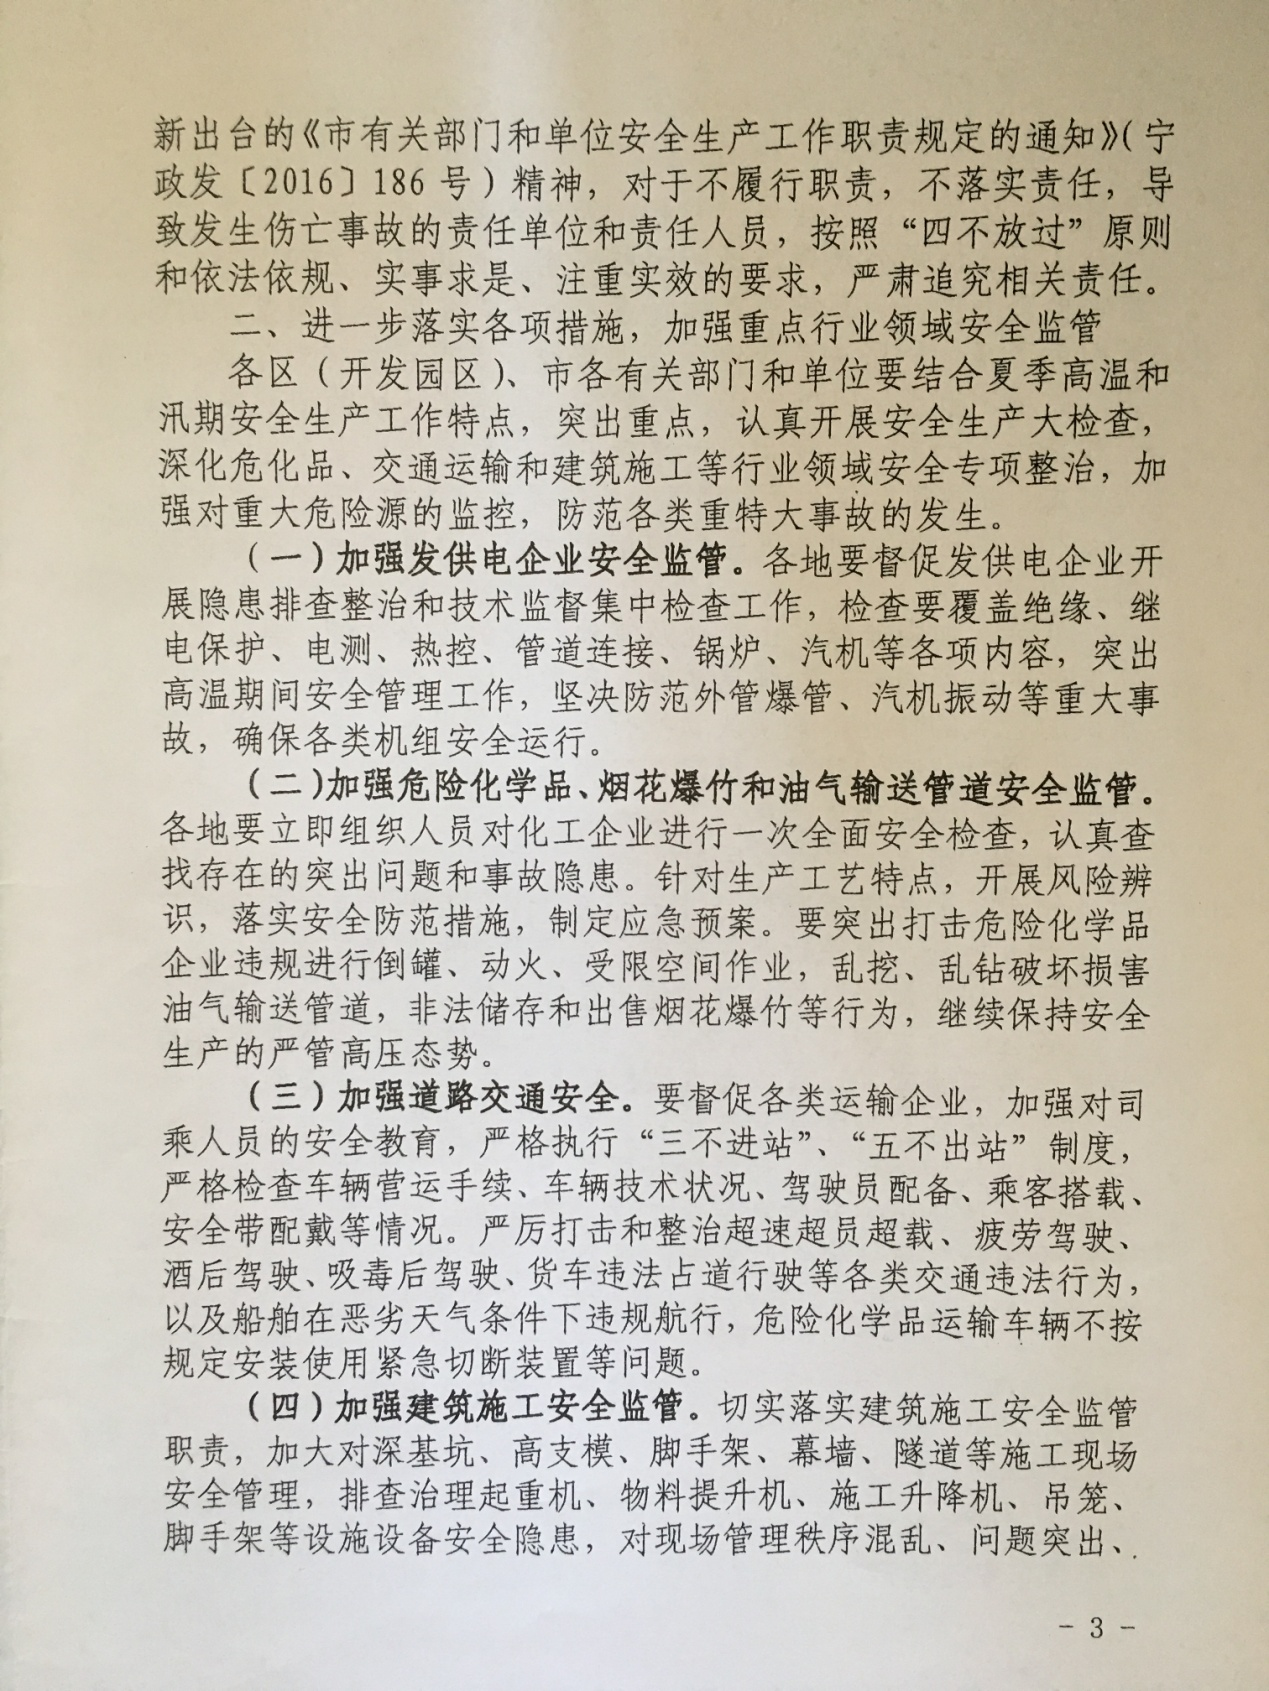 新出台的《市有关部门和单位安全生产工作职责规定的通知》（宁
政发〔2016〕186 号）精神，对于不履行职责，不落实责任，导
致发生伤亡事故的责任单位和责任人员，按照“四不放过”原则
和依法依规、实事求是、注重实效的要求，严肃追究相关责任。
二、进一步落实各项措施，加强重点行业领域安全监管
各区（开发园区）、市各有关部门和单位要结合夏季高温和
汛期安全生产工作特点，突出重点，认真开展安全生产大检查，
深化危化品、交通运输和建筑施工等行业领域安全专项整治，加
强对重大危险源的监控，防范各类重特大事故的发生。
（一）加强发供电企业安全监管。各地要督促发供电企业开
展隐患排查整治和技术监督集中检查工作，检查要覆盖绝缘、继
电保护、电测、热控、管道连接、锅炉、汽机等各项内容，突出
高温期间安全管理工作，坚决防范外管爆管、汽机振动等重大事
故，确保各类机组安全运行。
（二）加强危险化学品、烟花爆竹和油气输送管道安全监管。
各地要立即组织人员对化工企业进行一次全面安全检查，认真查
找存在的突出问题和事故隐患。针对生产工艺特点，开展风险辨
识，落实安全防范措施，制定应急预案。要突出打击危险化学品
企业违规进行倒罐、动火、受限空间作业，乱挖、乱钻破坏损害
油气输送管道，非法储存和出售烟花爆竹等行为，继续保持安全
生产的严管高压态势。
（三）加强道路交通安全。要督促各类运输企业，加强对司
乘人员的安全教育，严格执行“三不进站”、“五不出站”制度，
严格检查车辆营运手续、车辆技术状况、驾驶员配备、乘客搭载、
安全带配戴等情况。严厉打击和整治超速超员超载、疲劳驾驶、
酒后驾驶、吸毒后驾驶、货车违法占道行驶等各类交通违法行为，
以及船舶在恶劣天气条件下违规航行，危险化学品运输车辆不按
规定安装使用紧急切断装置等问题。
（四）加强建筑施工安全监管。切实落实建筑施工安全监管
职责，加大对深基坑、高支模、脚手架、幕墙、隧道等施工现场
安全管理，排查治理起重机、物料提升机、施工升降机、吊笼、
脚手架等设施设备安全隐患，对现场管理秩序混乱、问题突出、
- 3 -